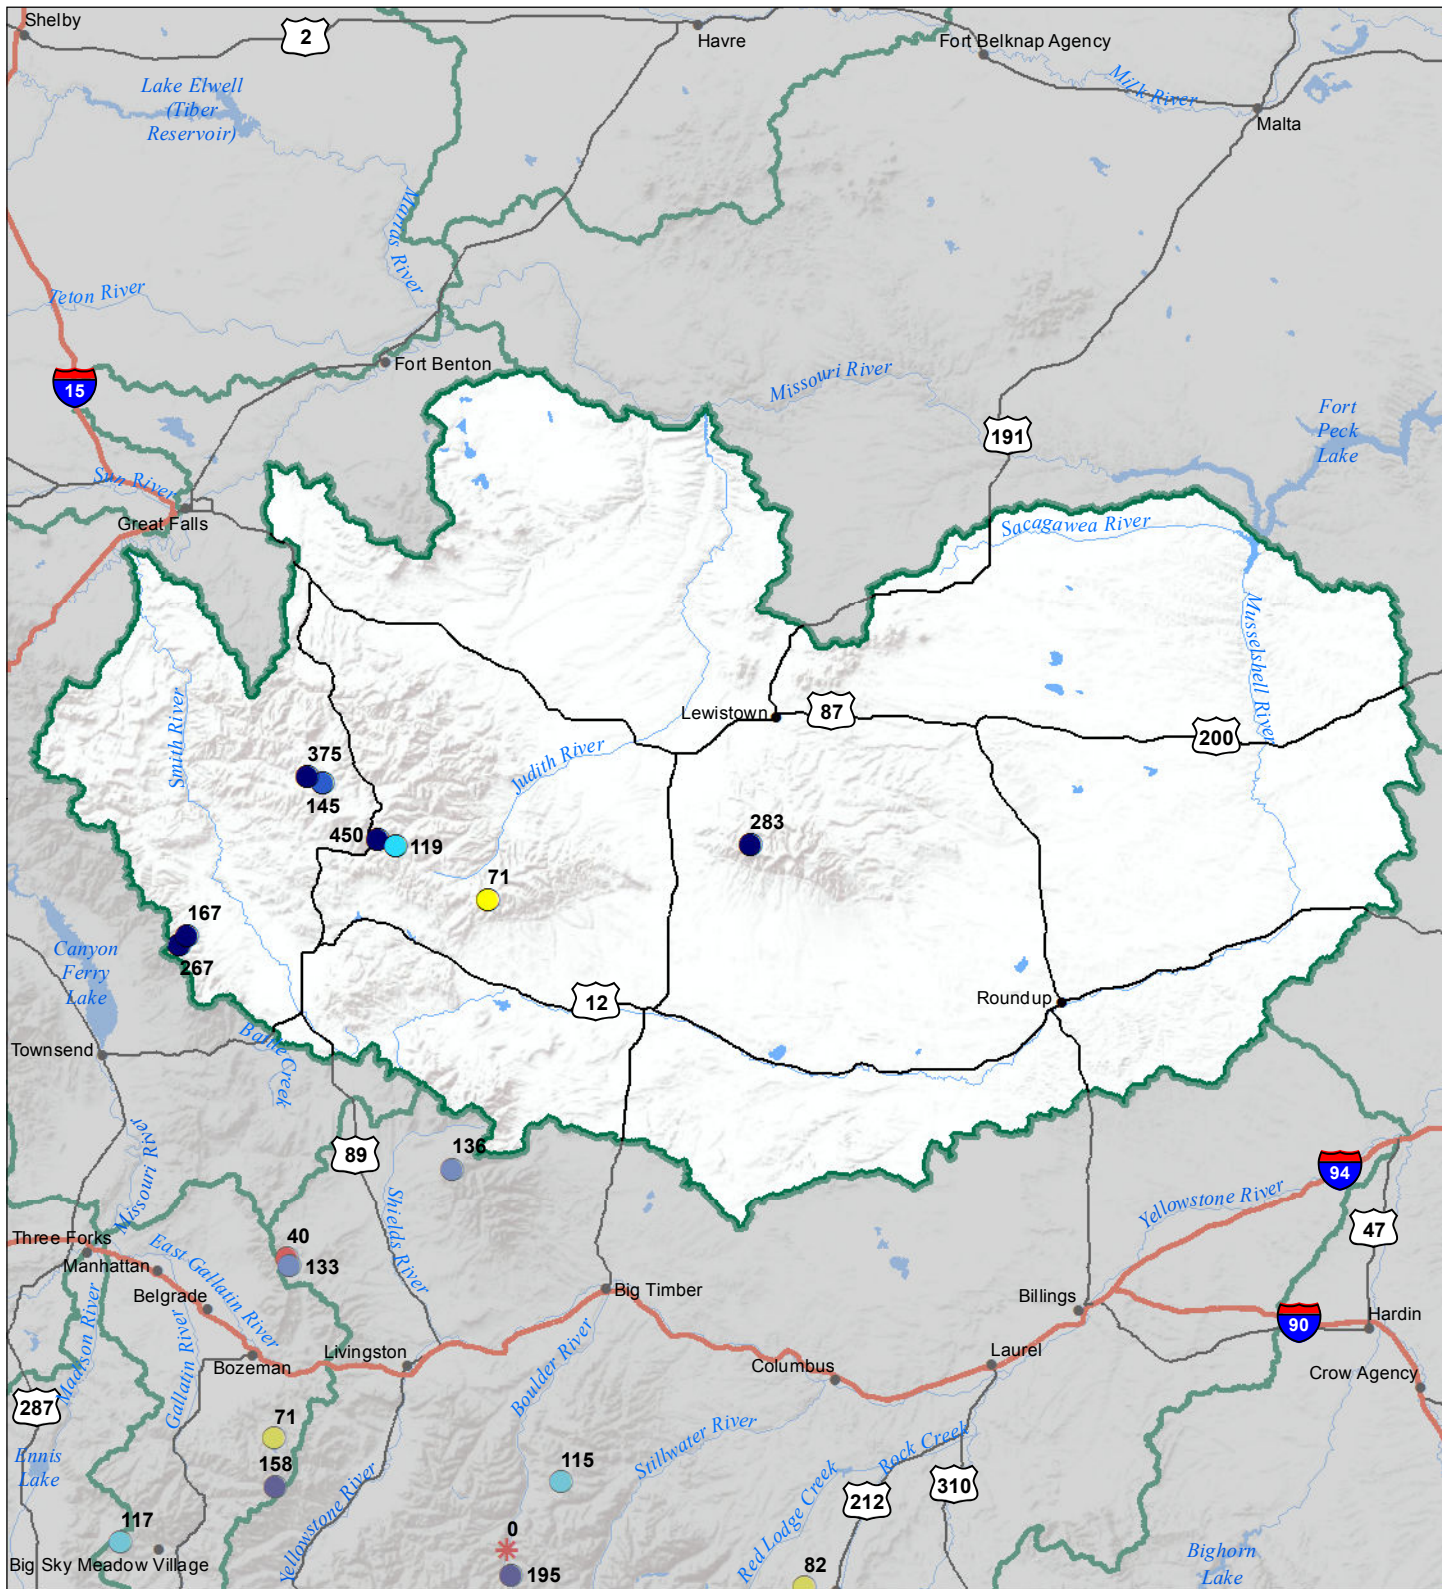 Shelby
2
Havre
Fort Belknap Agency
Lake Elwell
(Tiber
Reservoir)
Milk River
Malta
Marias River
Teton River
Fort Benton
15
Missouri River
Fort
Peck
Lake
191
Sun River
Great Falls
Sacagawea River
Musselshell River
Smith River
Lewistown
87
200
Judith River
375
145
450
119
283
71
167
267
Canyon
Ferry
Lake
12
Roundup
Battle Creek
Townsend
Missouri River
89
136
94
Shields River
Yellowstone River
47
Three Forks
Manhattan
East Gallatin
River
40
133
Belgrade
Big Timber
Billings
90
Hardin
Madison River
Gallatin River
Bozeman
Livingston
Boulder River
Columbus
Laurel
Crow Agency
287
71
Ennis
Lake
158
Yellowstone River
115
Stillwater River
Rock Creek
310
212
Red Lodge Creek
117
0
Big Sky Meadow Village
195
82
Bighorn
Lake